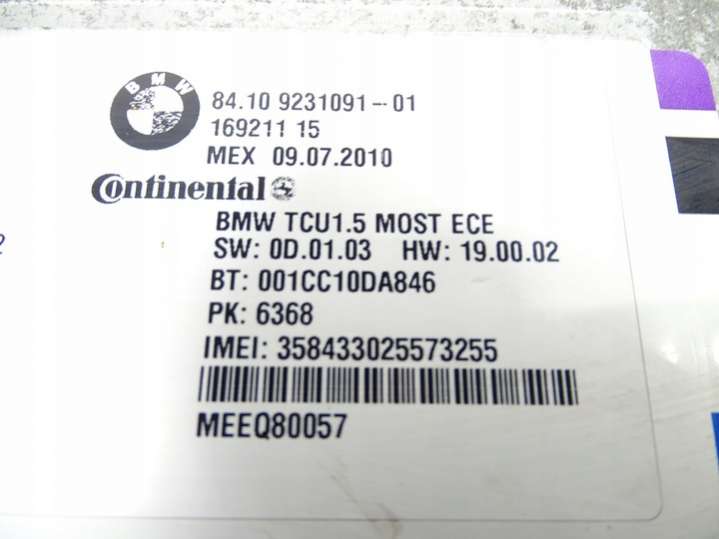 BMW
84.10 9231091-01
169211 15
MEX 09.07.2010
Continental
BMW TCU1.5 MOST ECE
SW: 0D.01.03 HW: 19.00.02
BT: 001CC10DA846
PK: 6368
IMEI: 358433025573255
MEEQ80057